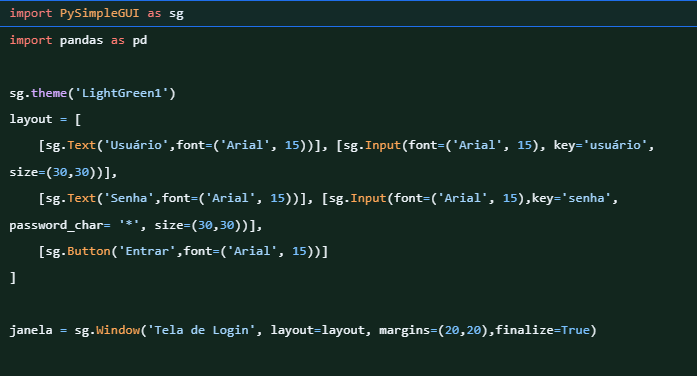 import PySimpleGUI as sg
import pandas as pd
sg.theme('LightGreen1')
layout = [
    [sg.Text('Usuário',font=('Arial', 15))], [sg.Input(font=('Arial', 15), key='usuário',
size=(30,30))],
    [sg.Text('Senha',font=('Arial', 15))], [sg.Input(font=('Arial', 15),key='senha',
password_char= '*', size=(30,30))],
    [sg.Button('Entrar',font=('Arial', 15))]
]
janela = sg.Window('Tela de Login', layout=layout, margins=(20,20),finalize=True)